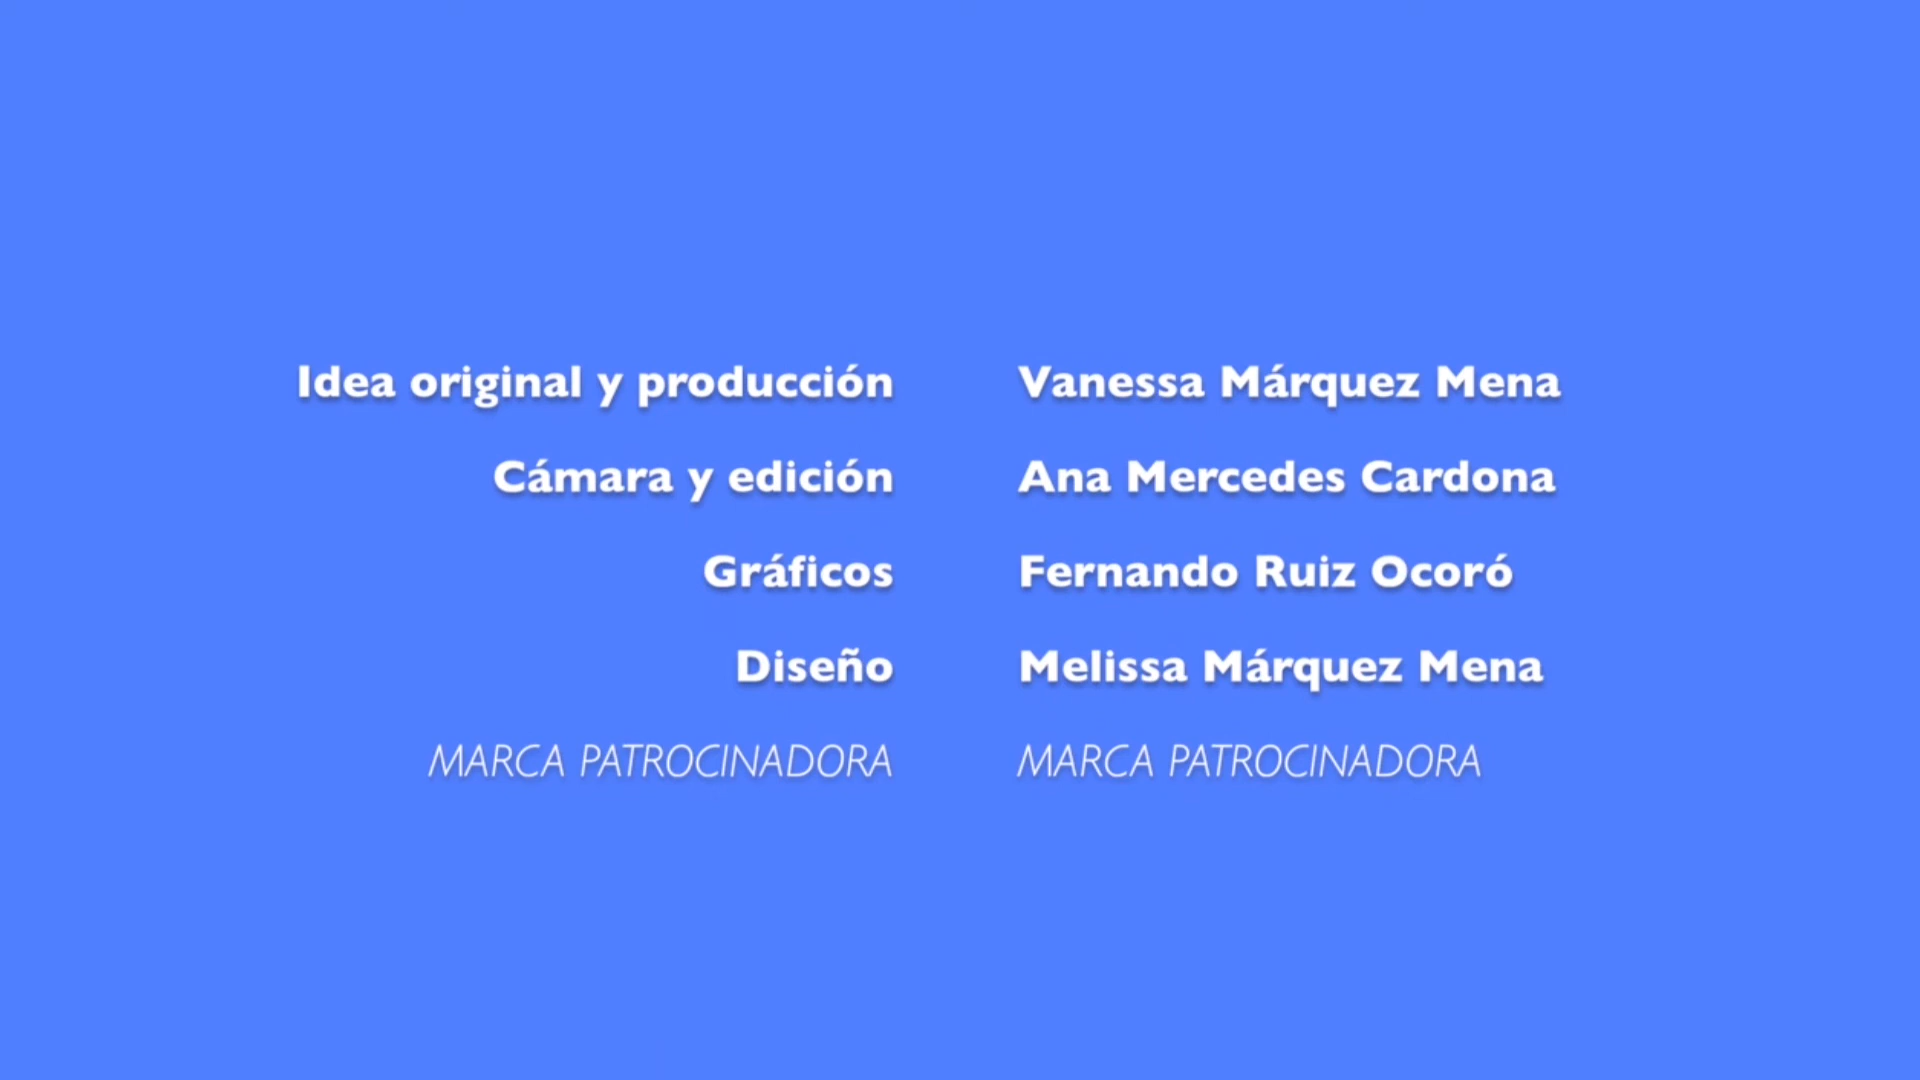 Idea original y producción Vanessa Márquez Mena
Cámara y edición Ana Mercedes Cardona
Gráficos Fernando Ruiz Ocoró
Diseño Melissa Márquez Mena
MARCA PATROCINADORA MARCA PATROCINADORA